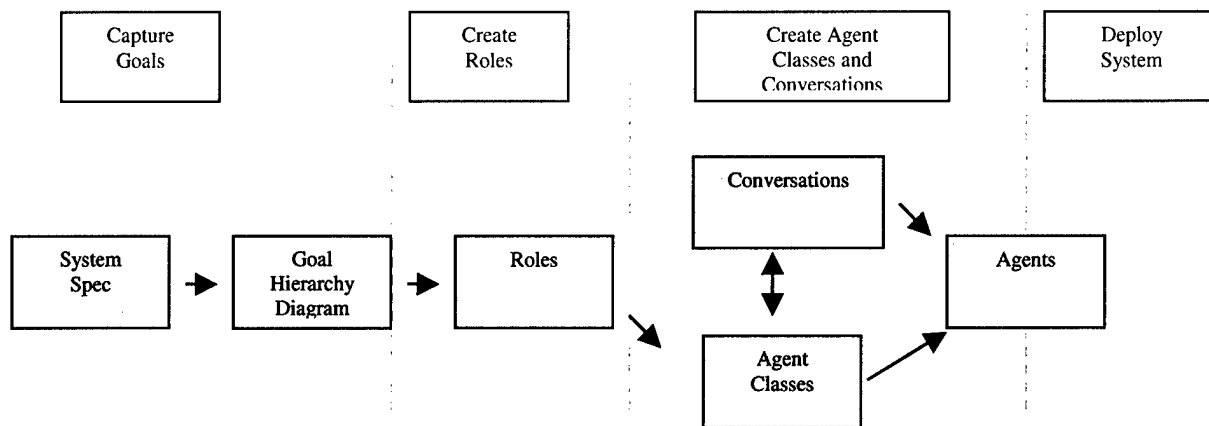 Capture
Goals
Create
Roles
Create Agent
Classes and
Conversations
Deploy
System
Conversations
System
Spec
Goal
Hierarchy
Diagram
Roles
Agents
Agent
Classes